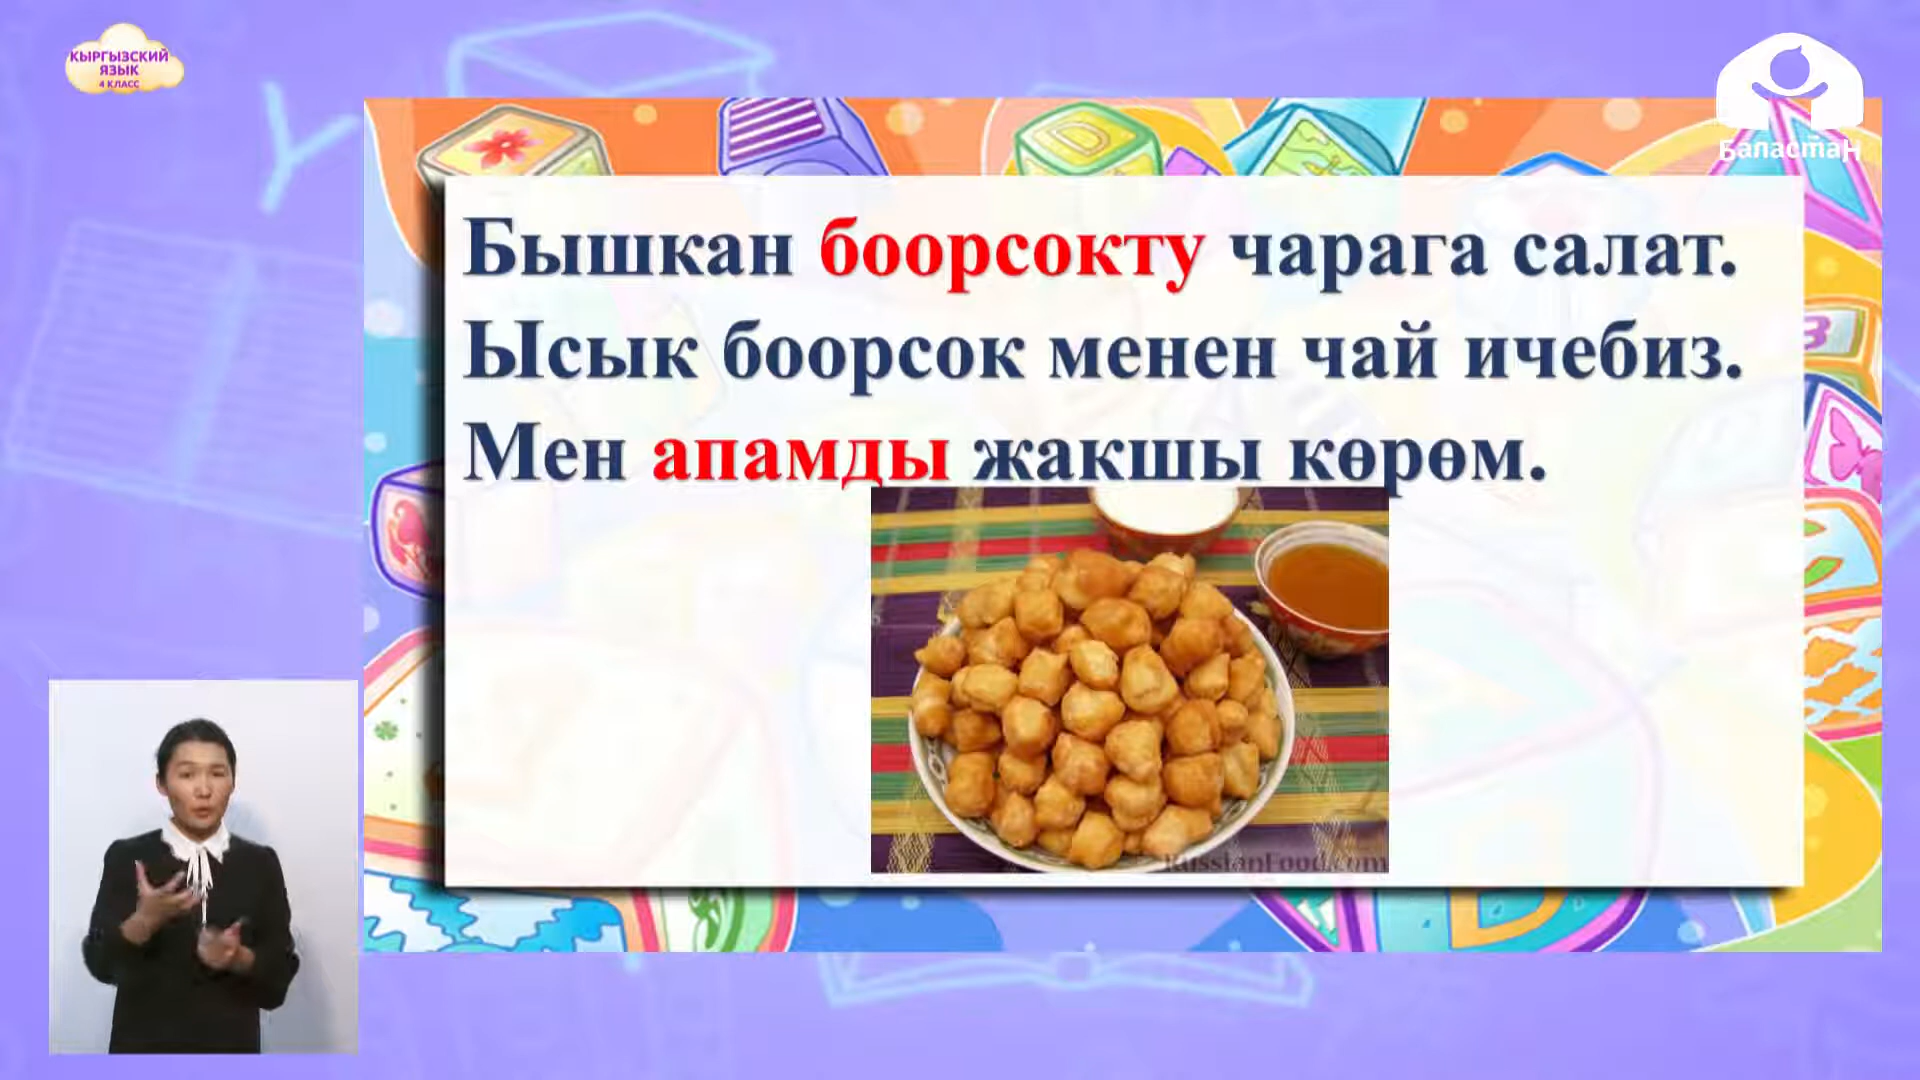 КЫРГЫЗСКИЙ
ЯЗЫК
4 КЛАСС
Баластан
Бышкан боорсокту чарага салат.
Ысык боорсок менен чай ичебиз.
Мен апамды жакшы көрөм.
RussianFood.com